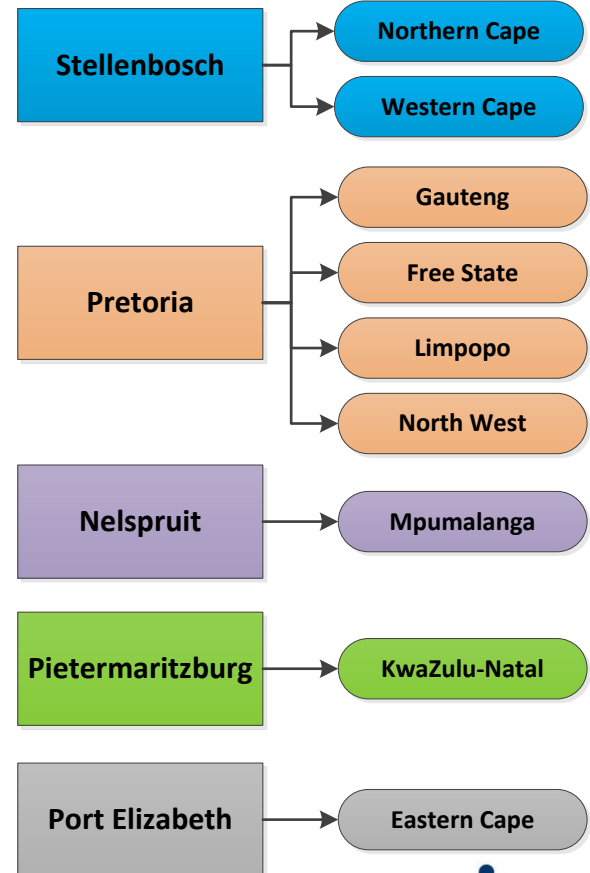 Stellenbosch
Northern Cape
Western Cape
Pretoria
Gauteng
Free State
Limpopo
North West
Nelspruit
Mpumalanga
Pietermaritzburg
KwaZulu-Natal
Port Elizabeth
Eastern Cape